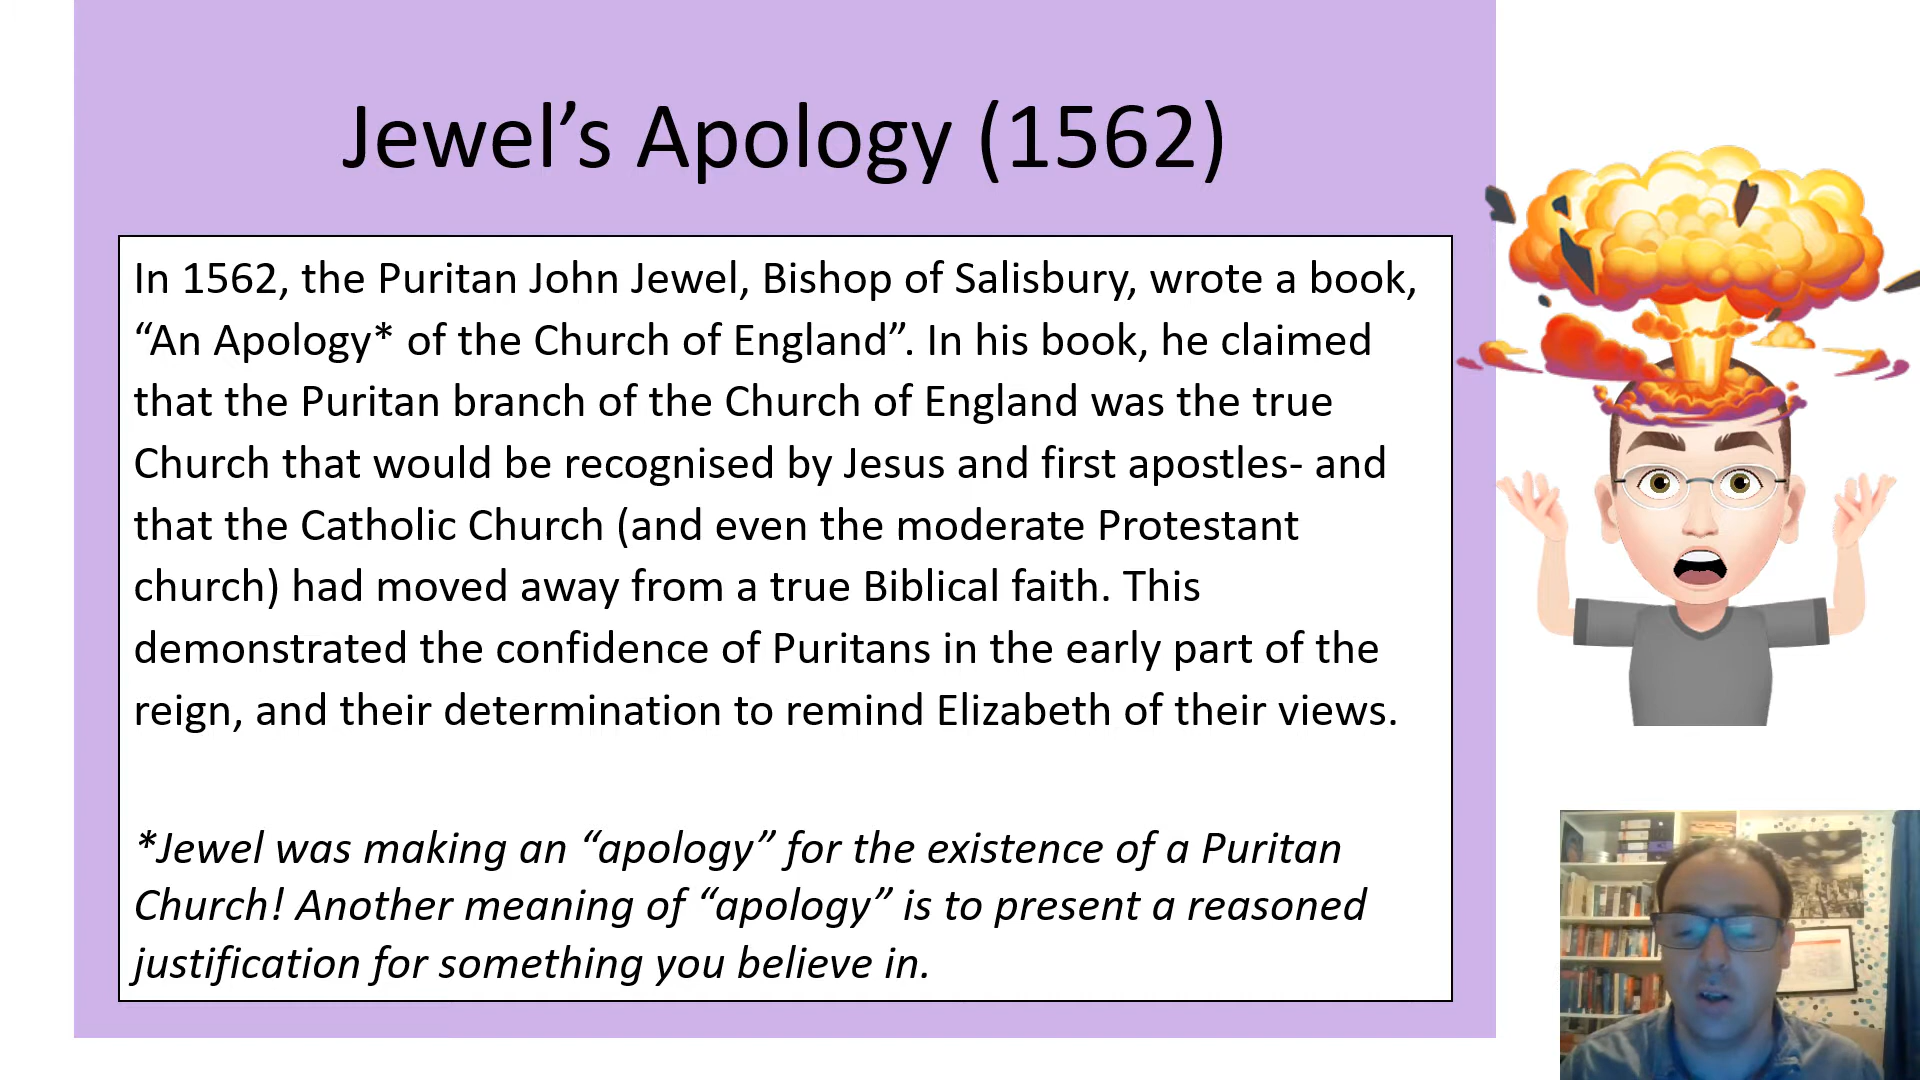 Jewel’s Apology (1562)
In 1562, the Puritan John Jewel, Bishop of Salisbury, wrote a book,
“An Apology* of the Church of England”. In his book, he claimed
that the Puritan branch of the Church of England was the true
Church that would be recognised by Jesus and first apostles- and
that the Catholic Church (and even the moderate Protestant
church) had moved away from a true Biblical faith. This
demonstrated the confidence of Puritans in the early part of the
reign, and their determination to remind Elizabeth of their views.
*Jewel was making an “apology” for the existence of a Puritan
Church! Another meaning of “apology” is to present a reasoned
justification for something you believe in.